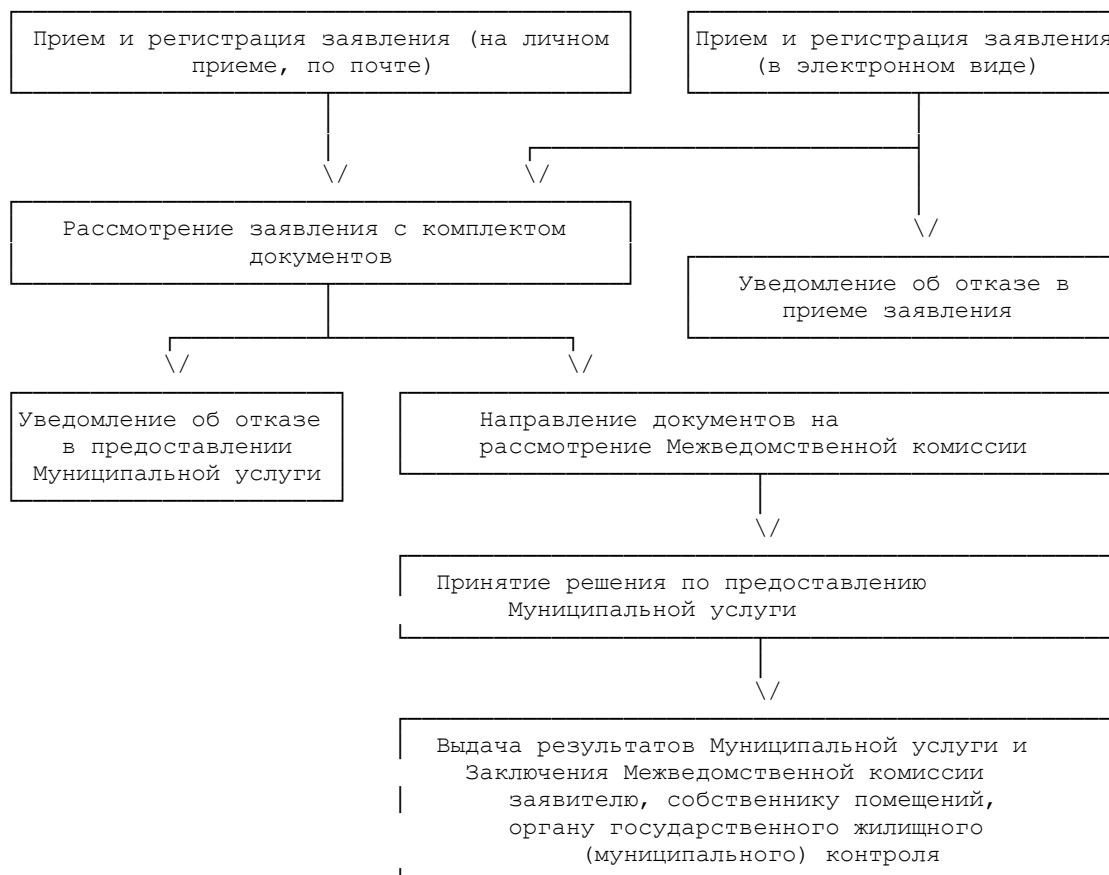 Прием и регистрация заявления (на личном
приеме, по почте)
Прием и регистрация заявления
(в электронном виде)
Рассмотрение заявления с комплектом
документов
Уведомление об отказе в
приеме заявления
Уведомление об отказе
в предоставлении
Муниципальной услуги
Направление документов на
рассмотрение Межведомственной комиссии
Принятие решения по предоставлению
Муниципальной услуги
Выдача результатов Муниципальной услуги и
Заключения Межведомственной комиссии
заявителю, собственнику помещений,
органу государственного жилищного
(муниципального) контроля